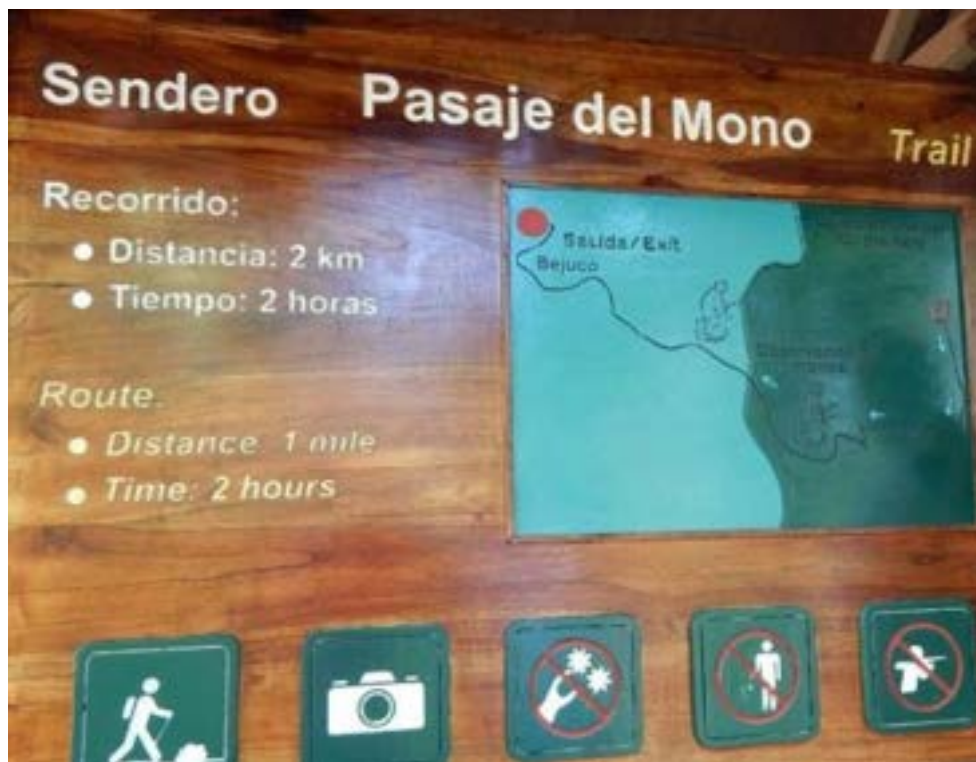 Sendero Pasaje del Mono Trail
Recorrido:
Distancia: 2 km
Tiempo: 2 horas
Route:
Distance: 1 mile
Time: 2 hours
Salida/Exit
Bejuco